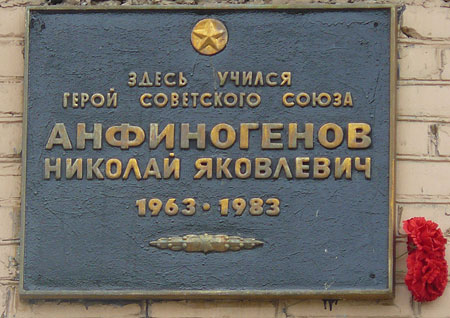 ЗДЕСЬ УЧИЛСЯ
ГЕРОЙ СОВЕТСКОГО СОЮЗА
АНФИНОГЕНОВ
НИКОЛАЙ ЯКОВЛЕВИЧ
1963 • 1983